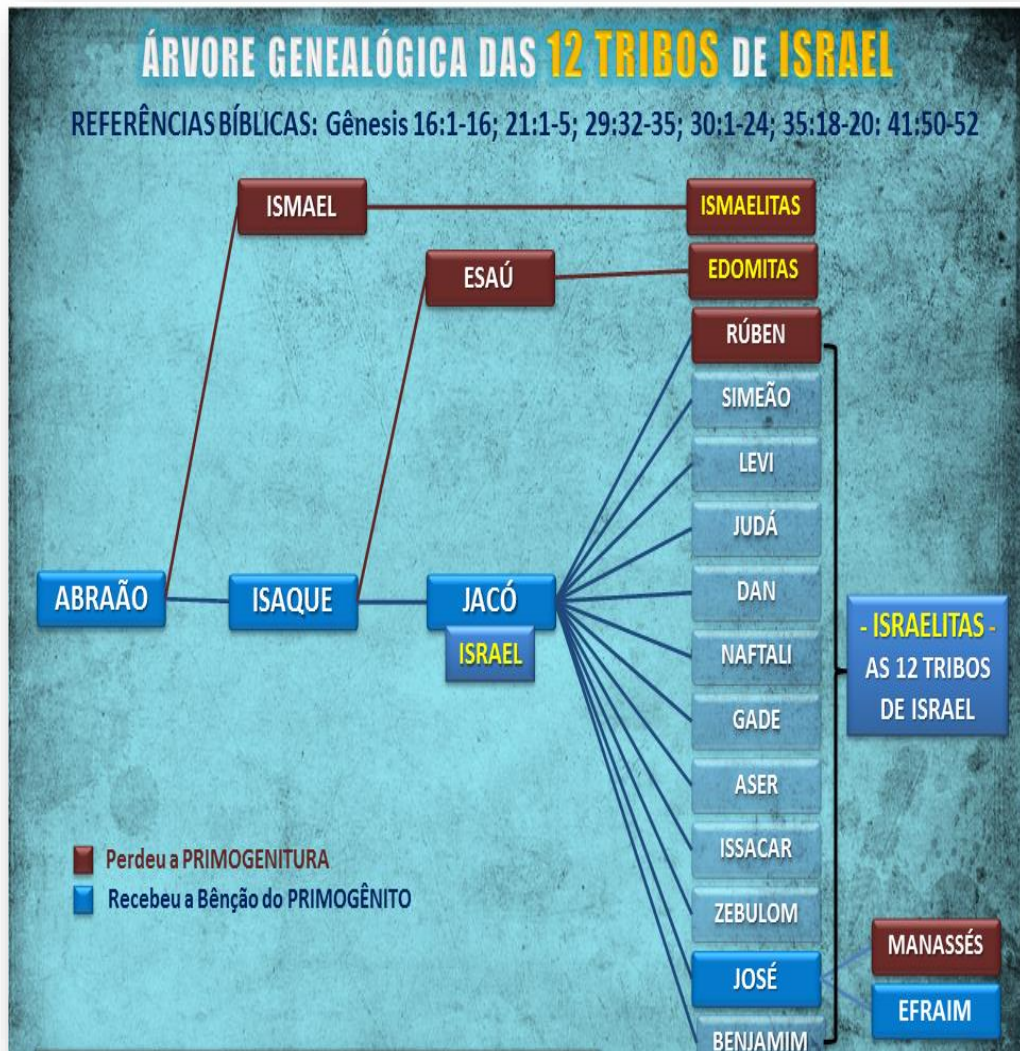 ÁRVORE GENEALÓGICA DAS 12 TRIBOS DE ISRAEL
REFERÊNCIAS BÍBLICAS: Gênesis 16:1-16; 21:1-5; 29:32-35; 30:1-24; 35:18-20: 41:50-52
ISMAEL
ISMAELITAS
ESAÚ
EDOMITAS
RÚBEN
SIMEÃO
LEVI
JUDÁ
ABRAÃO
ISAQUE
JACÓ
ISRAEL
DAN
NAFTALI
GADE
ASER
ISSACAR
ZEBULOM
JOSÉ
BENJAMIM
- ISRAELITAS -
AS 12 TRIBOS
DE ISRAEL
MANASSÉS
EFRAIM
Perdeu a PRIMOGENITURA
Recebeu a Bênção do PRIMOGÊNITO